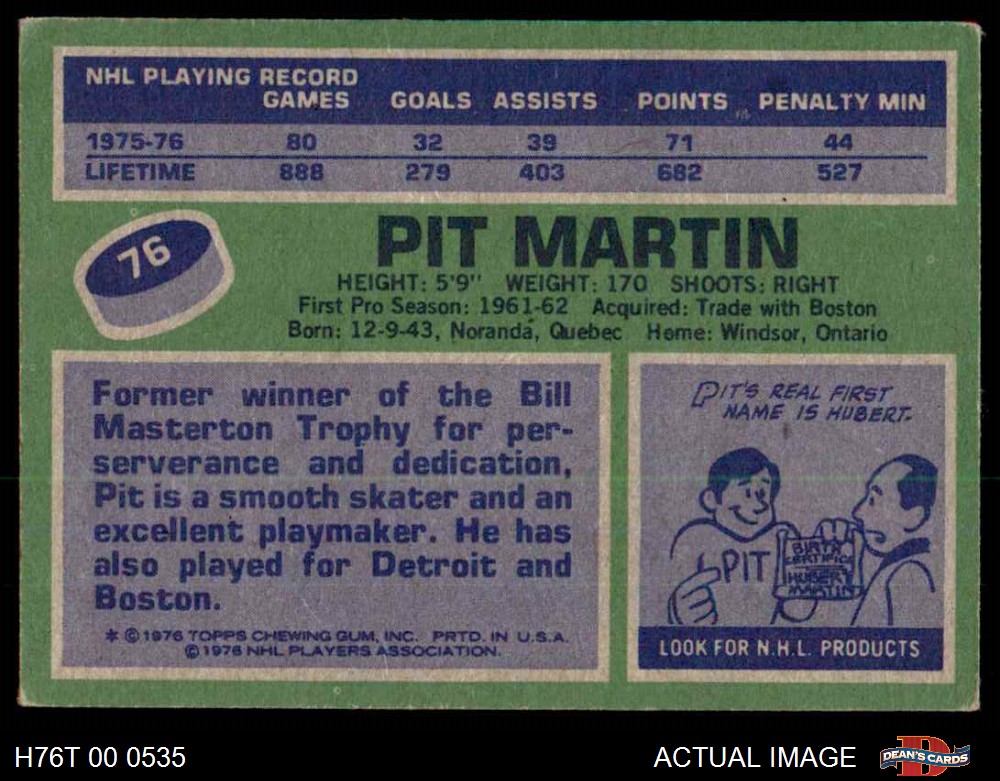 NHL PLAYING RECORD
GAMES GOALS ASSISTS POINTS PENALTY MIN
1975-76 80 32 39 71 44
LIFETIME 888 279 403 682 527
76
PIT MARTIN
HEIGHT: 5'9" WEIGHT: 170 SHOOTS: RIGHT
First Pro Season: 1961-62 Acquired: Trade with Boston
Born: 12-9-43, Noranda, Quebec Home: Windsor, Ontario
Former winner of the Bill
Masterton Trophy for per-
serverance and dedication,
Pit is a smooth skater and an
excellent playmaker. He has
also played for Detroit and
Boston.
* © 1976 TOPPS CHEWING GUM, INC. PRTD. IN U.S.A.
© 1976 NHL PLAYERS ASSOCIATION.
PIT'S REAL FIRST
NAME IS HUBERT.
PIT
BIRTH
CERTIFICATE
HUBERT
MARTIN
LOOK FOR N.H.L. PRODUCTS
H76T 00 0535
ACTUAL IMAGE
D
DEAN'S CARDS